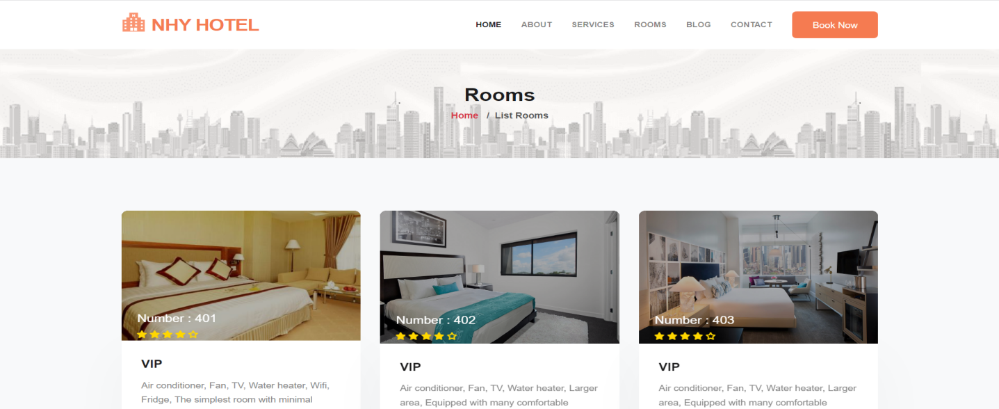 NHY HOTEL
HOME ABOUT SERVICES ROOMS BLOG CONTACT Book Now
Rooms
Home / List Rooms
Number : 401
Number : 402
Number : 403
VIP
Air conditioner, Fan, TV, Water heater, Wifi,
Fridge, The simplest room with minimal
VIP
Air conditioner, Fan, TV, Water heater, Larger
area, Equipped with many comfortable
VIP
Air conditioner, Fan, TV, Water heater, Larger
area, Equipped with many comfortable